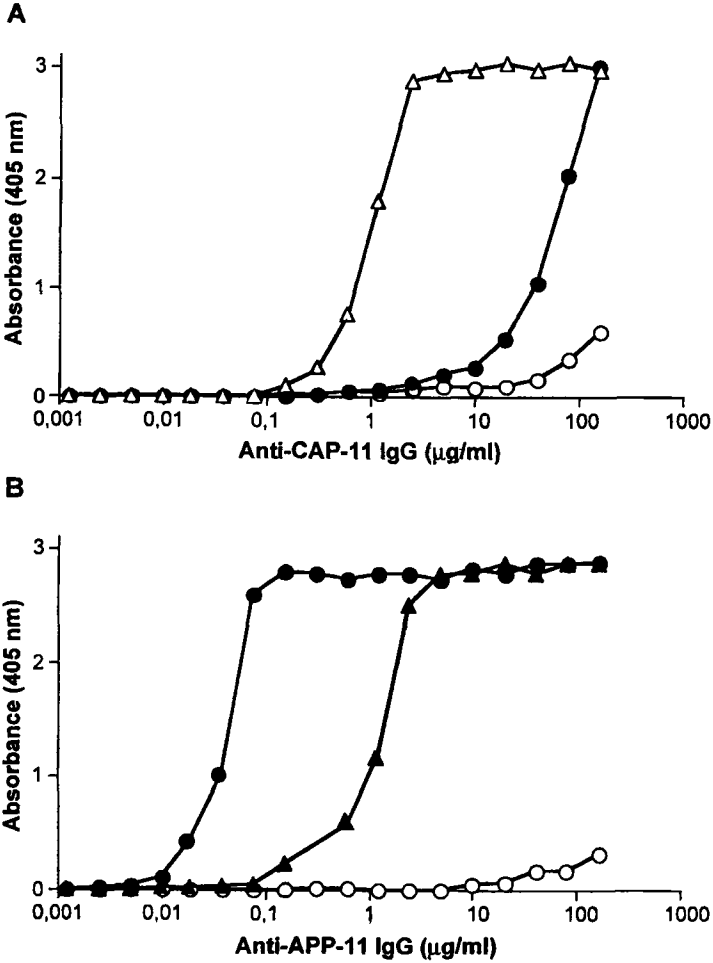 A
3
2
1
0
Absorbance (405 nm)
0,001 0,01 0,1 1 10 100 1000
Anti-CAP-11 IgG (µg/ml)
B
3
2
1
0
Absorbance (405 nm)
0,001 0,01 0,1 1 10 100 1000
Anti-APP-11 IgG (µg/ml)